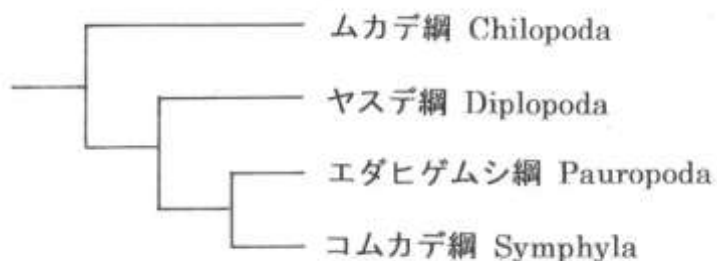 ムカデ綱 Chilopoda
ヤスデ綱 Diplopoda
エダヒゲムシ綱 Pauropoda
コムカデ綱 Symphyla